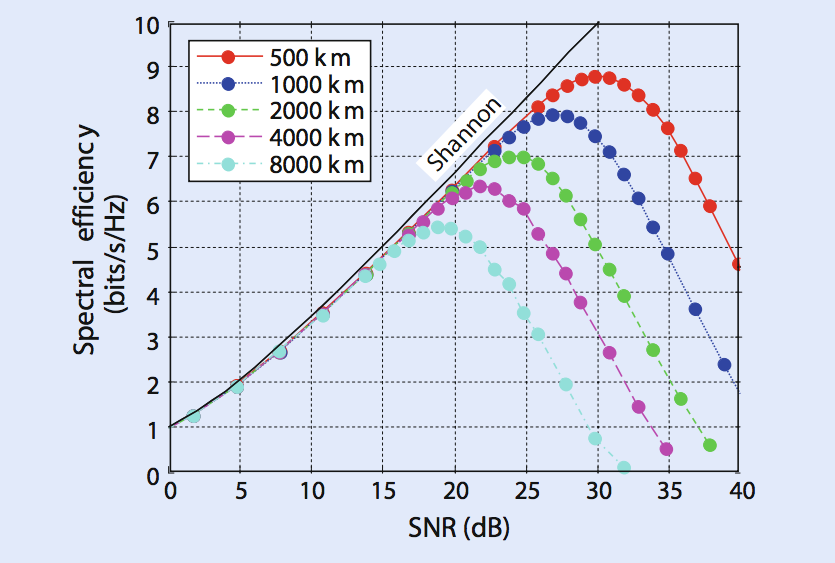 10
9
8
7
6
5
4
3
2
1
0
Spectral efficiency
(bits/s/Hz)
500 km
1000 km
2000 km
4000 km
8000 km
Shannon
0 5 10 15 20 25 30 35 40
SNR (dB)